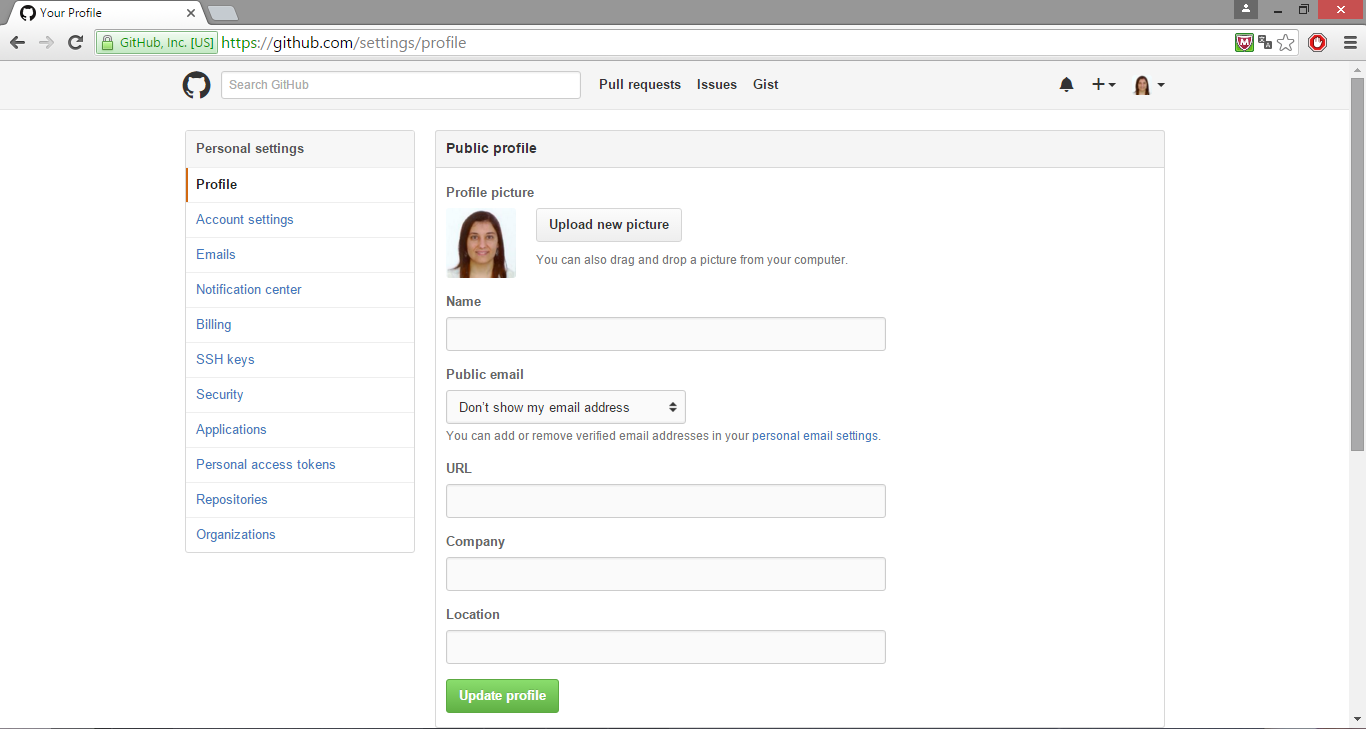 Your Profile
GitHub, Inc. [US] https://github.com/settings/profile
Search GitHub Pull requests Issues Gist
Personal settings
Profile
Account settings
Emails
Notification center
Billing
SSH keys
Security
Applications
Personal access tokens
Repositories
Organizations
Public profile
Profile picture
Upload new picture
You can also drag and drop a picture from your computer.
Name
Public email
Don't show my email address
You can add or remove verified email addresses in your personal email settings.
URL
Company
Location
Update profile